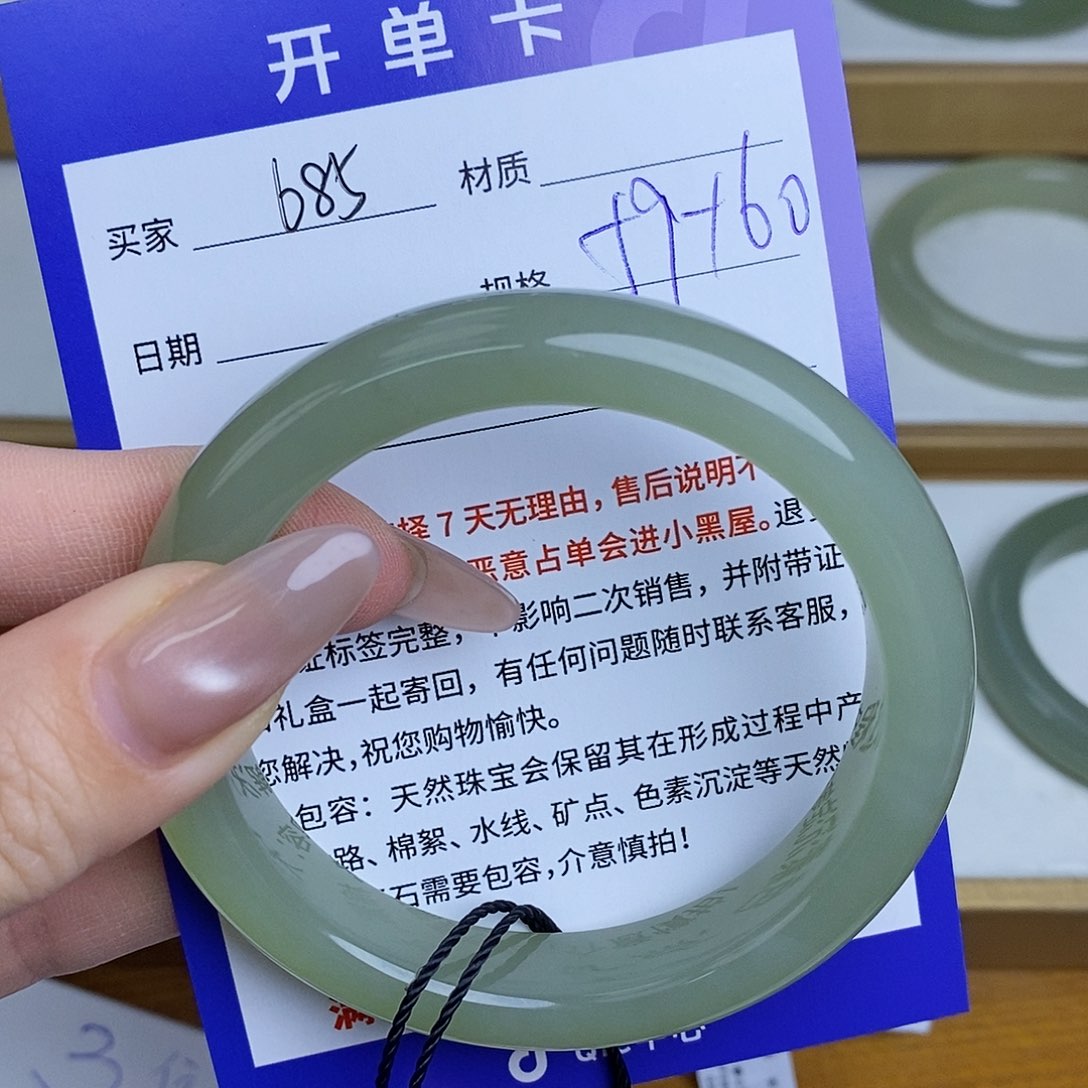 开单卡
买家 685 材质
规格
日期
择7天无理由，售后说明不
恶意占单会进小黑屋。退
标签完整，不影响二次销售，并附带证
礼盒一起寄回，有任何问题随时联系客服，
您解决，祝您购物愉快。
包容：天然珠宝会保留其在形成过程中产
路、棉絮、水线、矿点、色素沉淀等天然
石需要包容，介意慎拍！
3